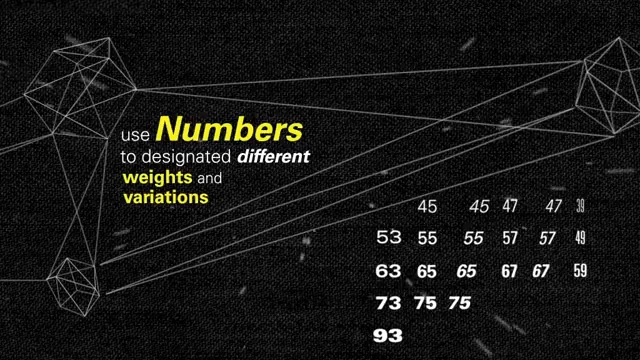 use Numbers
to designated different
weights and
variations
45 45 47 47 39
53 55 55 57 57 49
63 65 65 67 67 59
73 75 75
93